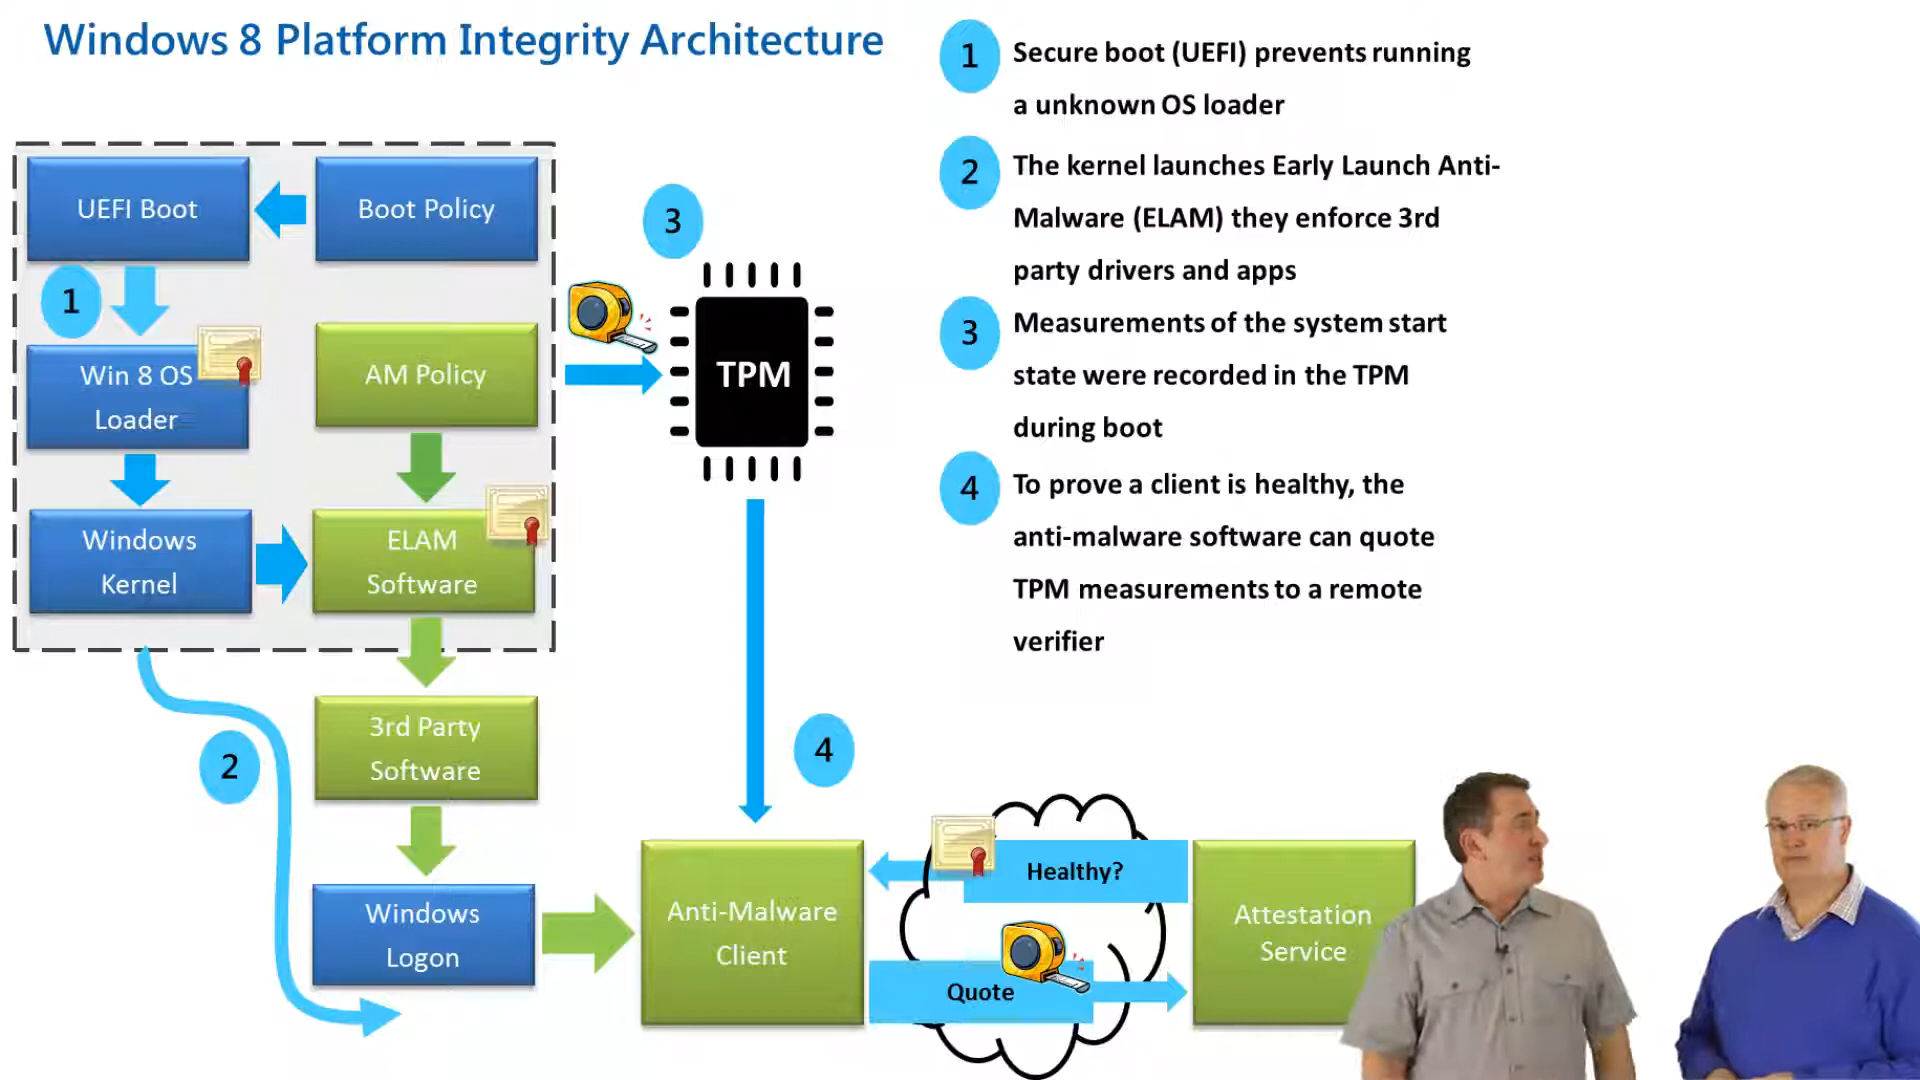 Windows 8 Platform Integrity Architecture
UEFI Boot
Boot Policy
1
Win 8 OS
Loader
AM Policy
Windows
Kernel
ELAM
Software
3
TPM
2
3rd Party
Software
Windows
Logon
4
Anti-Malware
Client
Healthy?
Quote
Attestation
Service
1 Secure boot (UEFI) prevents running
a unknown OS loader
2 The kernel launches Early Launch Anti-
Malware (ELAM) they enforce 3rd
party drivers and apps
3 Measurements of the system start
state were recorded in the TPM
during boot
4 To prove a client is healthy, the
anti-malware software can quote
TPM measurements to a remote
verifier